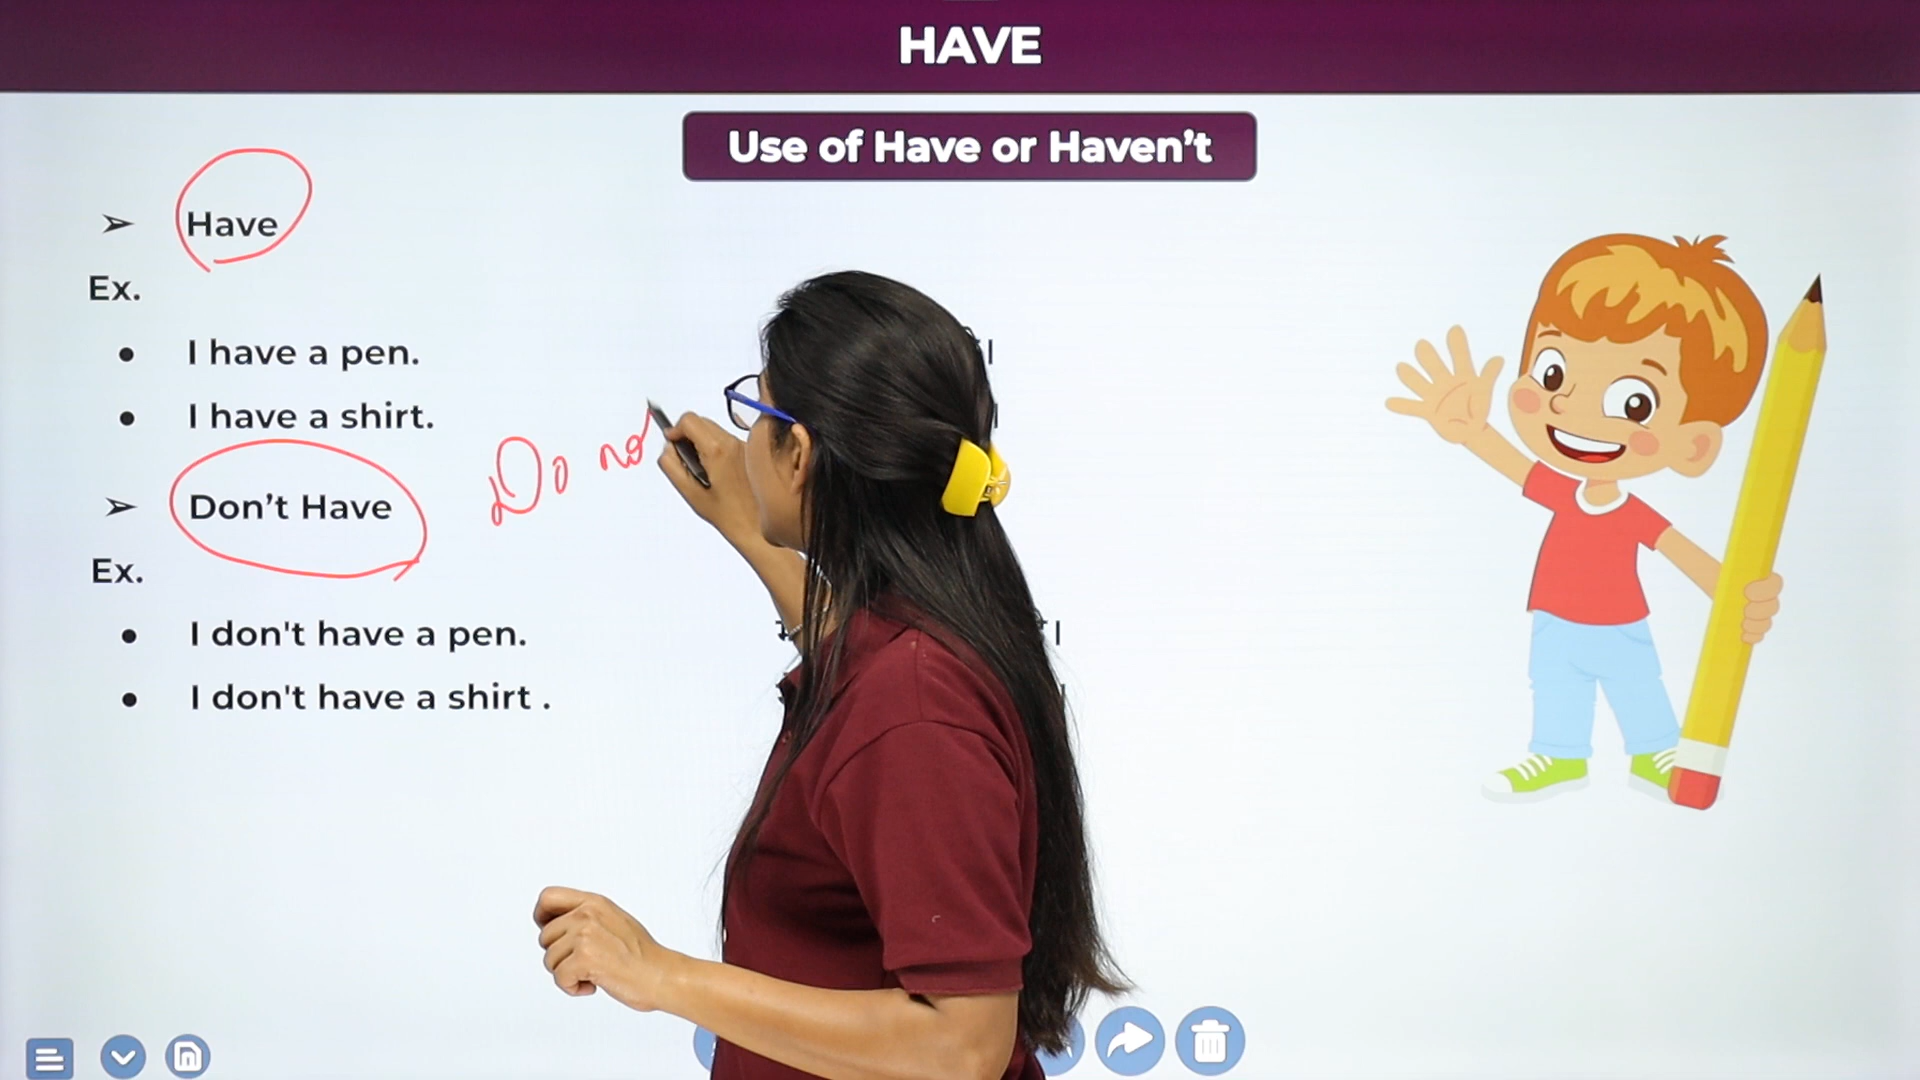 HAVE
Use of Have or Haven't
➢ Have
Ex.
• I have a pen.
• I have a shirt.
Do no
➢ Don't Have
Ex.
• I don't have a pen.
• I don't have a shirt .